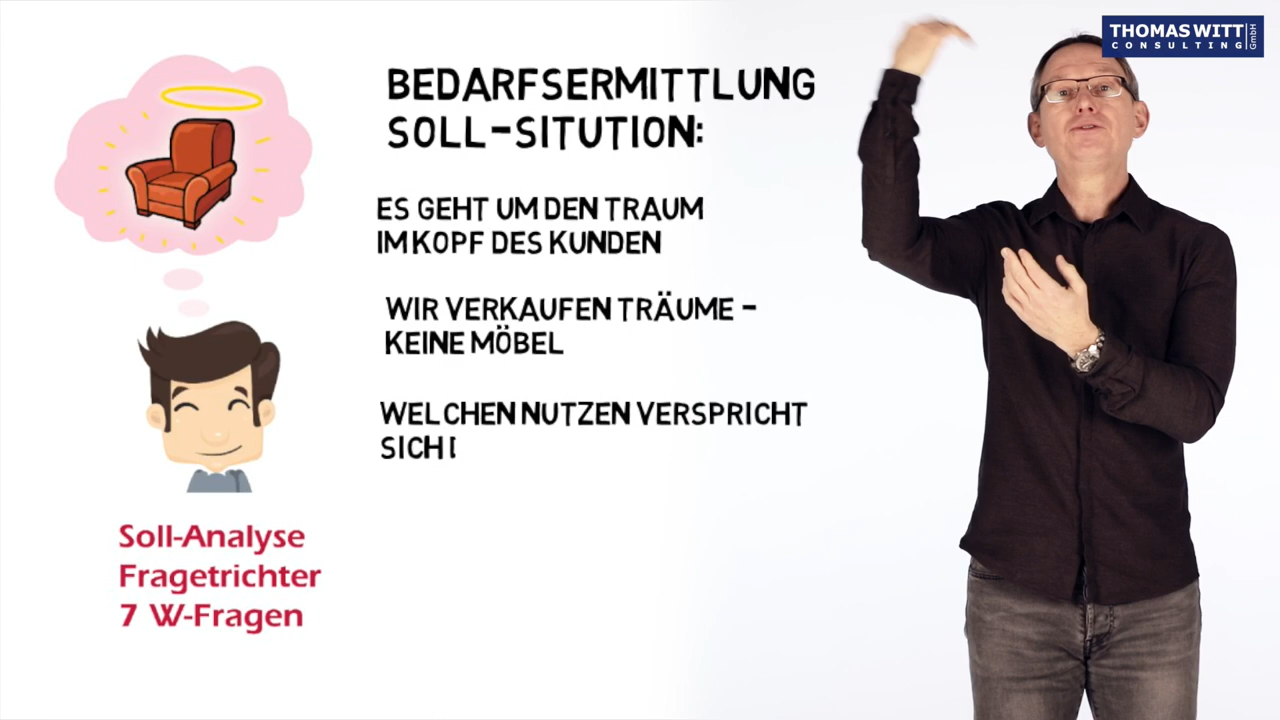 BEDARFSERMITTLUNG
SOLL-SITUTION:
ES GEHT UM DEN TRAUM
IM KOPF DES KUNDEN
WIR VERKAUFEN TRÄUME -
KEINE MÖBEL
WELCHEN NUTZEN VERSPRICHT
SICH
Soll-Analyse
Fragetrichter
7 W-Fragen
THOMAS WITT
CONSULTING GmbH